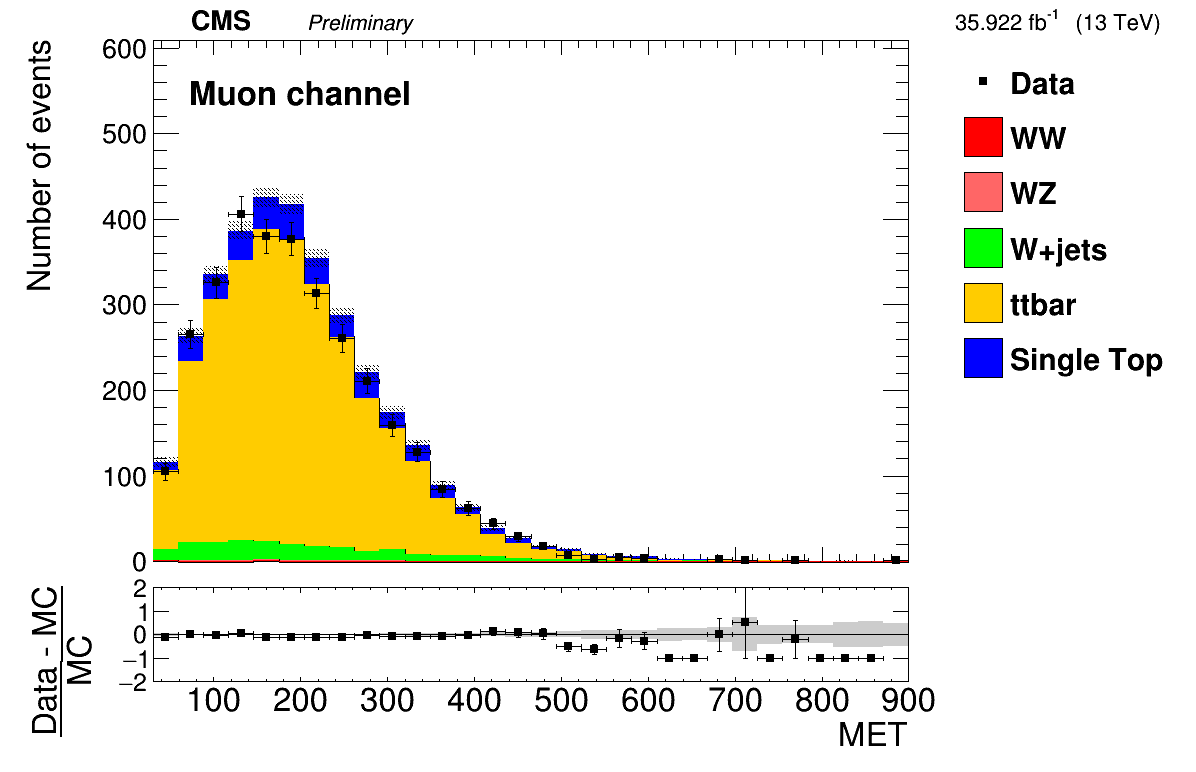 CMS Preliminary 35.922 fb-1 (13 TeV)
Number of events
600
500
400
300
200
100
0
Muon channel
Data
WW
WZ
W+jets
ttbar
Single Top
Data - MC
MC
2
1
0
−1
−2
100 200 300 400 500 600 700 800 900
MET